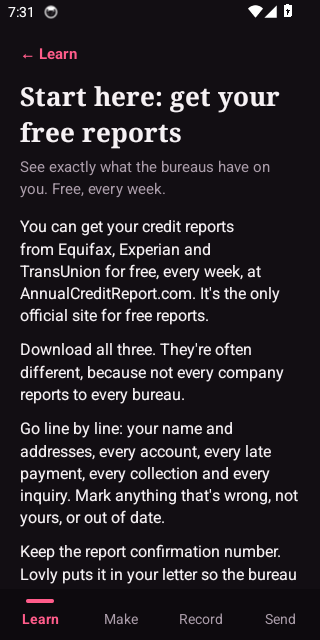 7:31
← Learn
Start here: get your
free reports
See exactly what the bureaus have on
you. Free, every week.
You can get your credit reports
from Equifax, Experian and
TransUnion for free, every week, at
AnnualCreditReport.com. It's the only
official site for free reports.
Download all three. They're often
different, because not every company
reports to every bureau.
Go line by line: your name and
addresses, every account, every late
payment, every collection and every
inquiry. Mark anything that's wrong, not
yours, or out of date.
Keep the report confirmation number.
Lovly puts it in your letter so the bureau
Learn Make Record Send